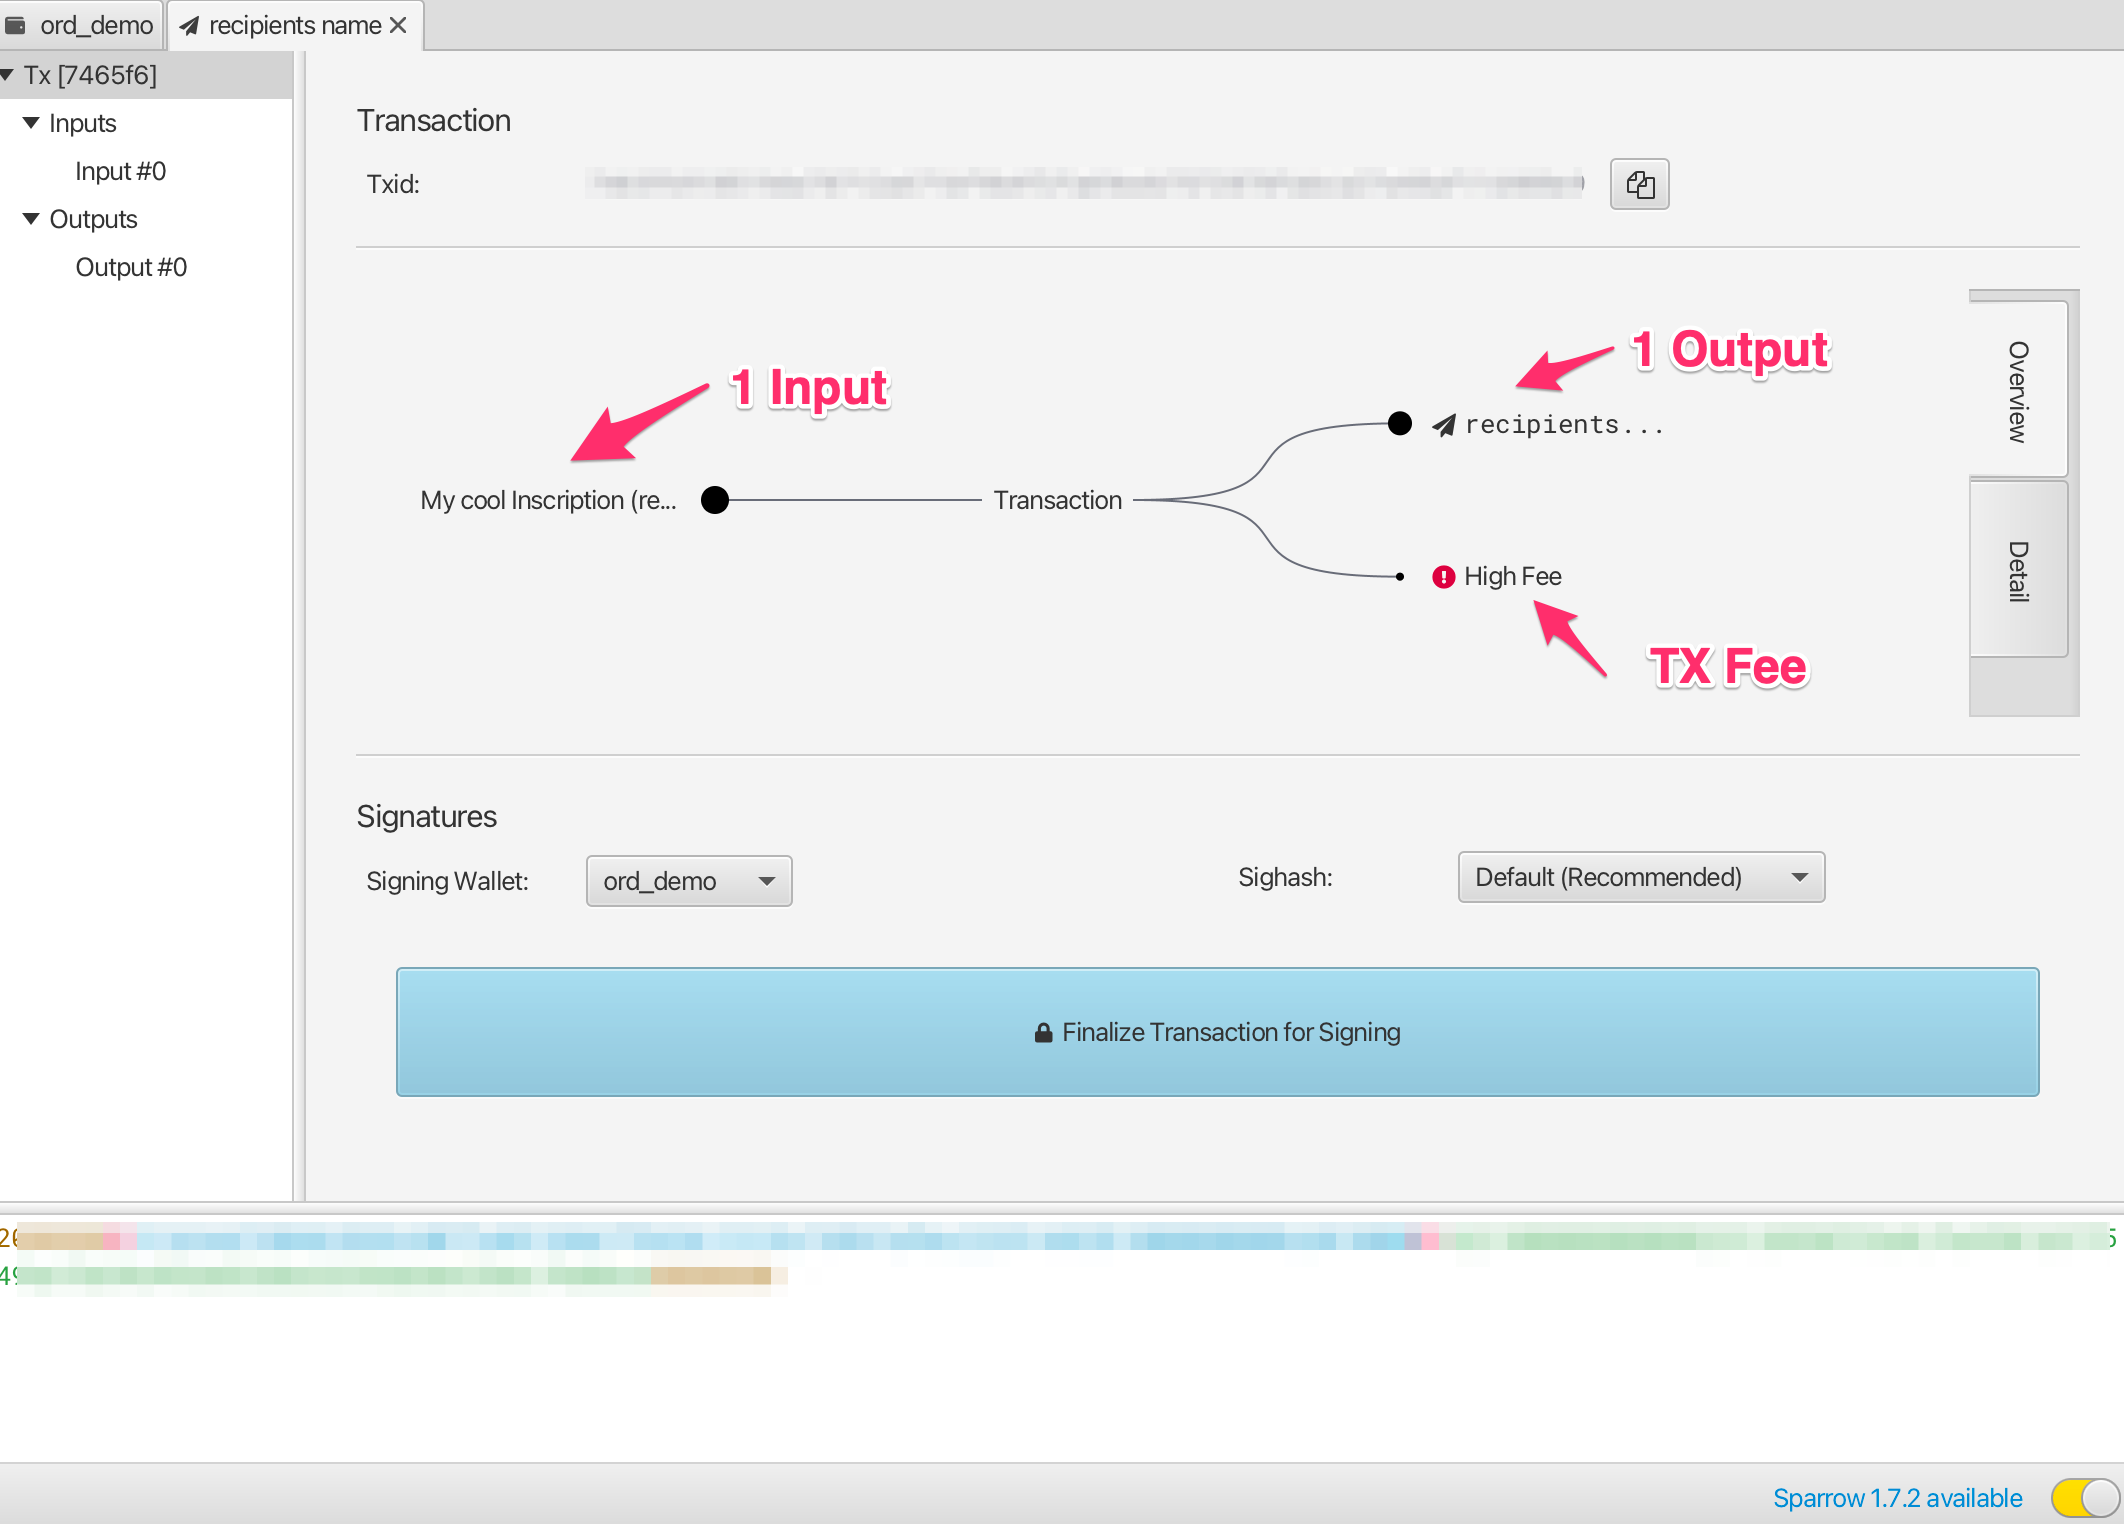 ord_demo
recipients name
Tx [7465f6]
Inputs
Input #0
Outputs
Output #0
Transaction
Txid:
1 Input
1 Output
My cool Inscription (re...
Transaction
recipients...
High Fee
TX Fee
Overview
Detail
Signatures
Signing Wallet:
ord_demo
Sighash:
Default (Recommended)
Finalize Transaction for Signing
Sparrow 1.7.2 available